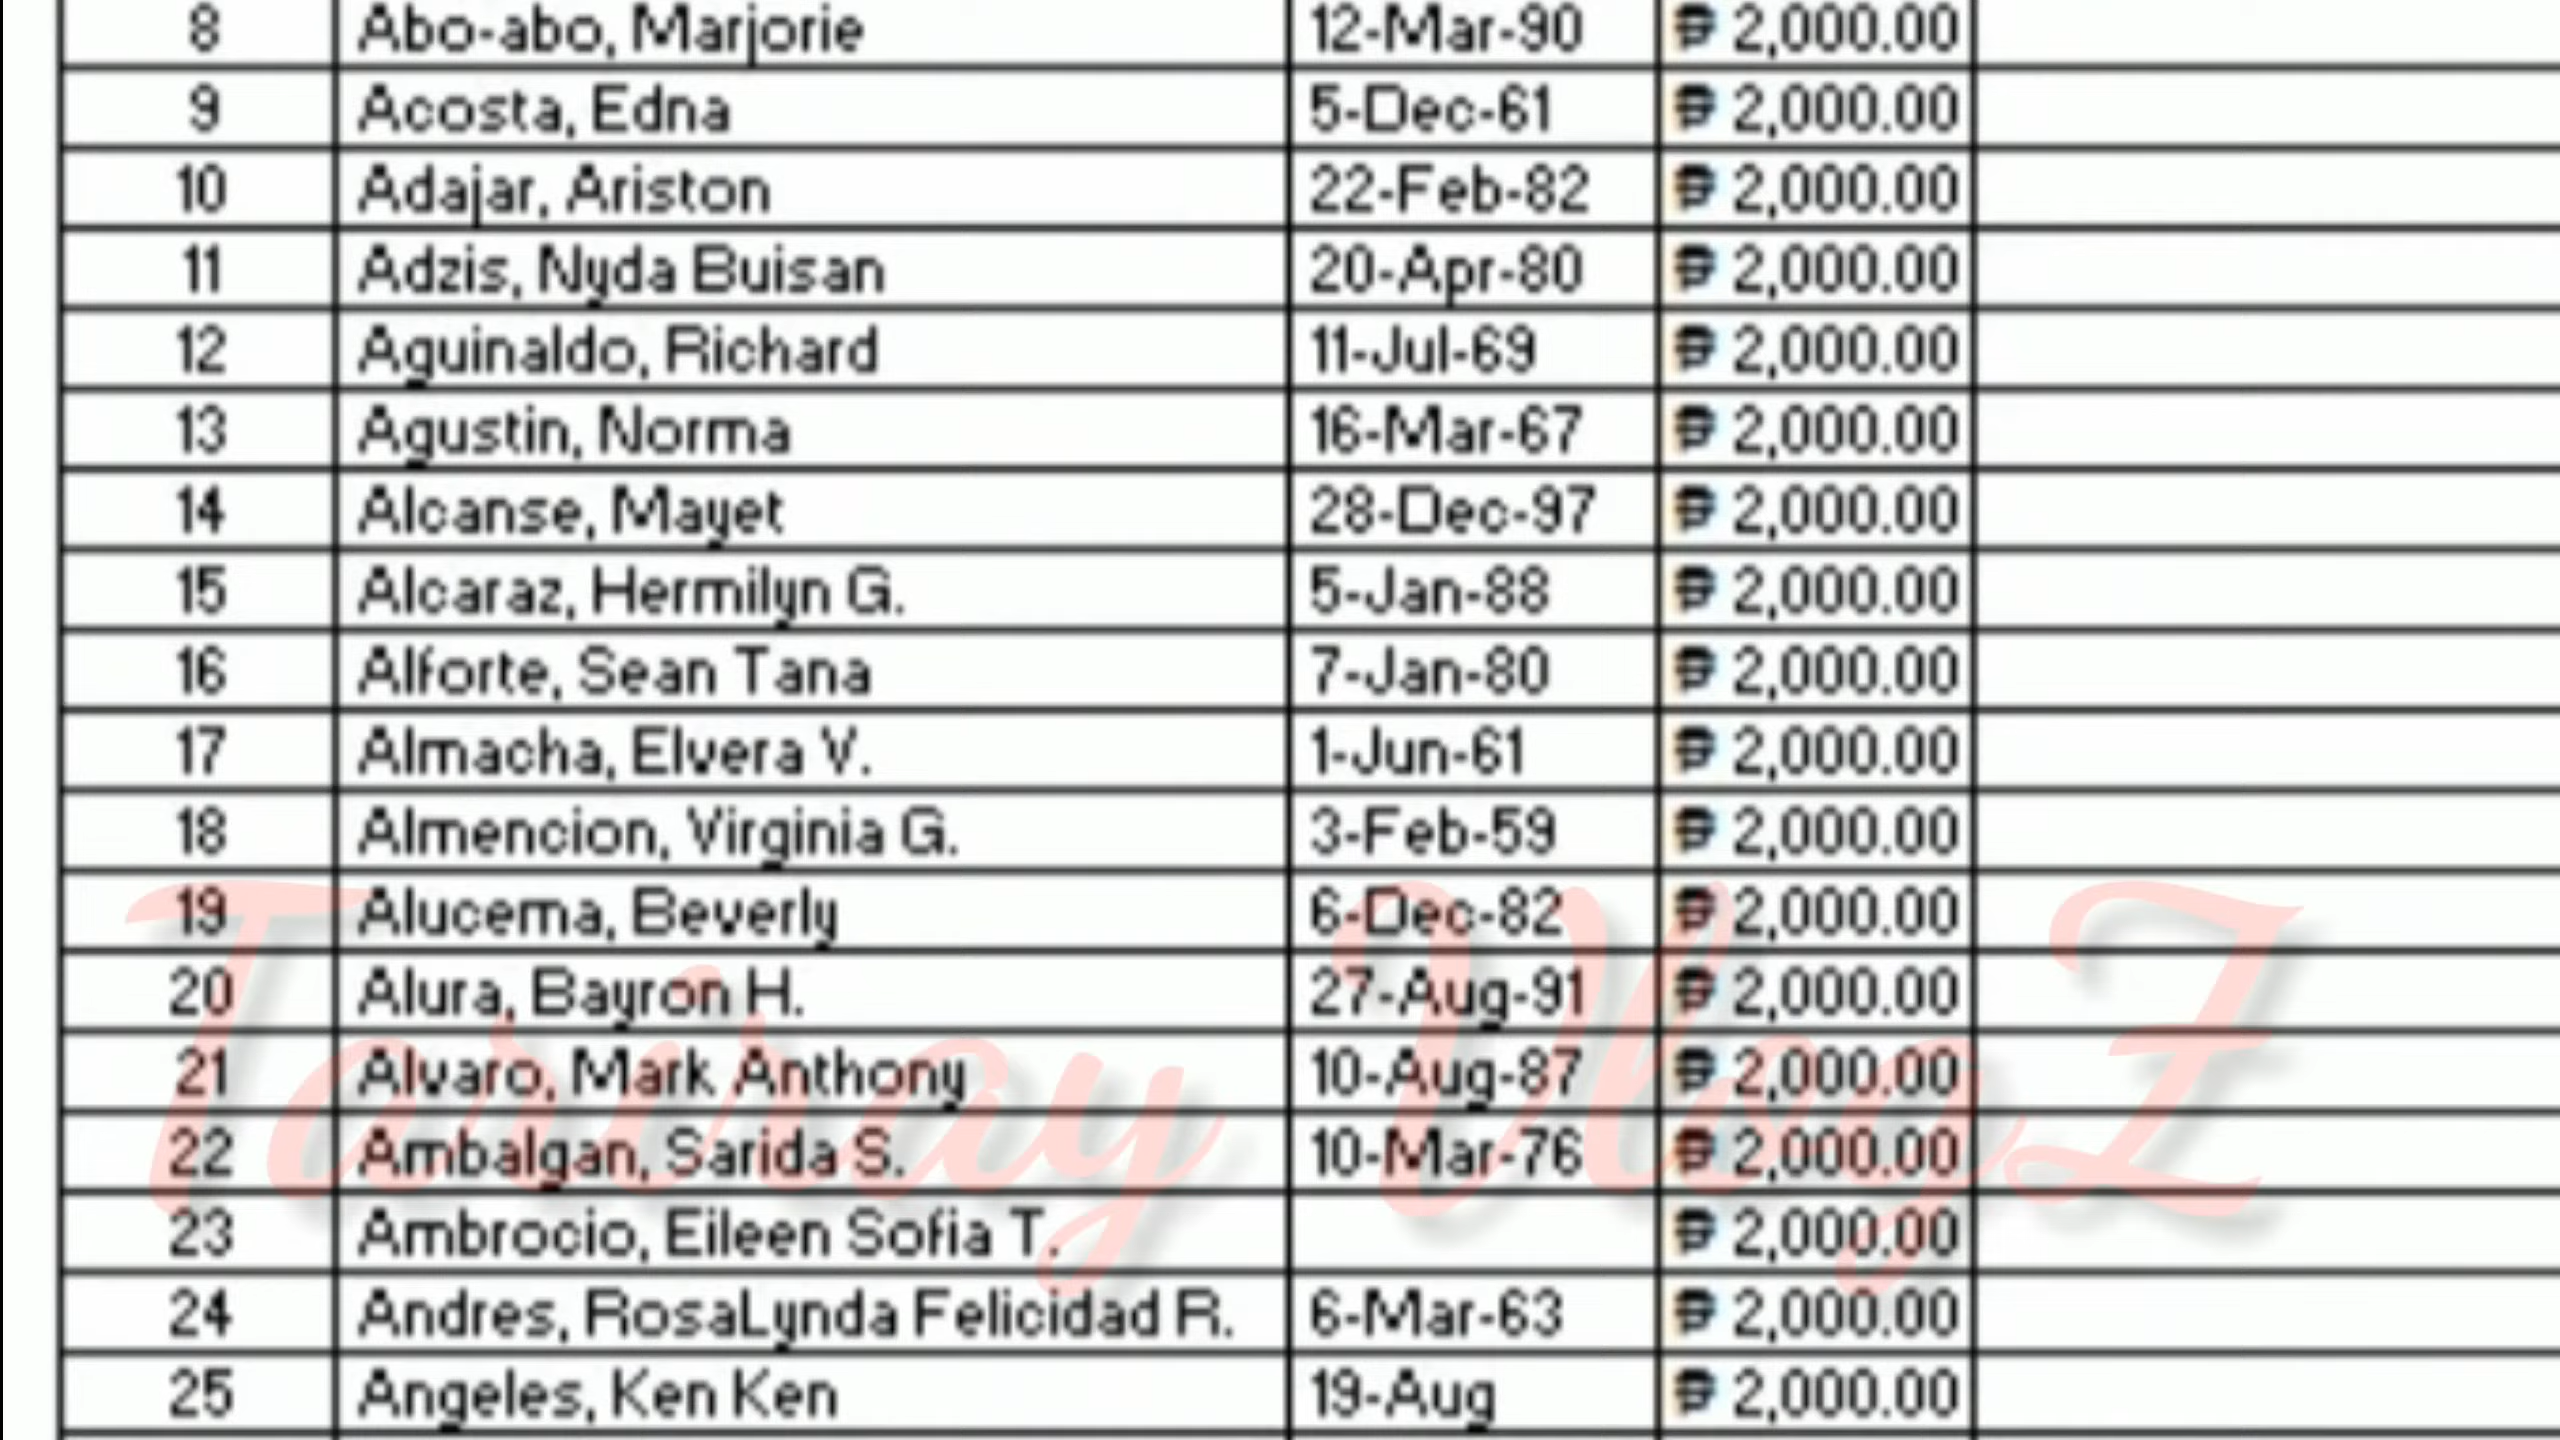 8 Abo-abo, Marjorie 12-Mar-90 ₱ 2,000.00
9 Acosta, Edna 5-Dec-61 ₱ 2,000.00
10 Adajar, Ariston 22-Feb-82 ₱ 2,000.00
11 Adzis, Nyda Buisan 20-Apr-80 ₱ 2,000.00
12 Aguinaldo, Richard 11-Jul-69 ₱ 2,000.00
13 Agustin, Norma 16-Mar-67 ₱ 2,000.00
14 Alcanse, Mayet 28-Dec-97 ₱ 2,000.00
15 Alcaraz, Hermilyn G. 5-Jan-88 ₱ 2,000.00
16 Alforte, Sean Tana 7-Jan-80 ₱ 2,000.00
17 Almacha, Elvera V. 1-Jun-61 ₱ 2,000.00
18 Almencion, Virginia G. 3-Feb-59 ₱ 2,000.00
19 Alucema, Beverly 6-Dec-82 ₱ 2,000.00
20 Alura, Bayron H. 27-Aug-91 ₱ 2,000.00
21 Alvaro, Mark Anthony 10-Aug-87 ₱ 2,000.00
22 Ambalgan, Sarida S. 10-Mar-76 ₱ 2,000.00
23 Ambrocio, Eileen Sofia T. ₱ 2,000.00
24 Andres, RosaLynda Felicidad R. 6-Mar-63 ₱ 2,000.00
25 Angeles, Ken Ken 19-Aug ₱ 2,000.00
VlogZ